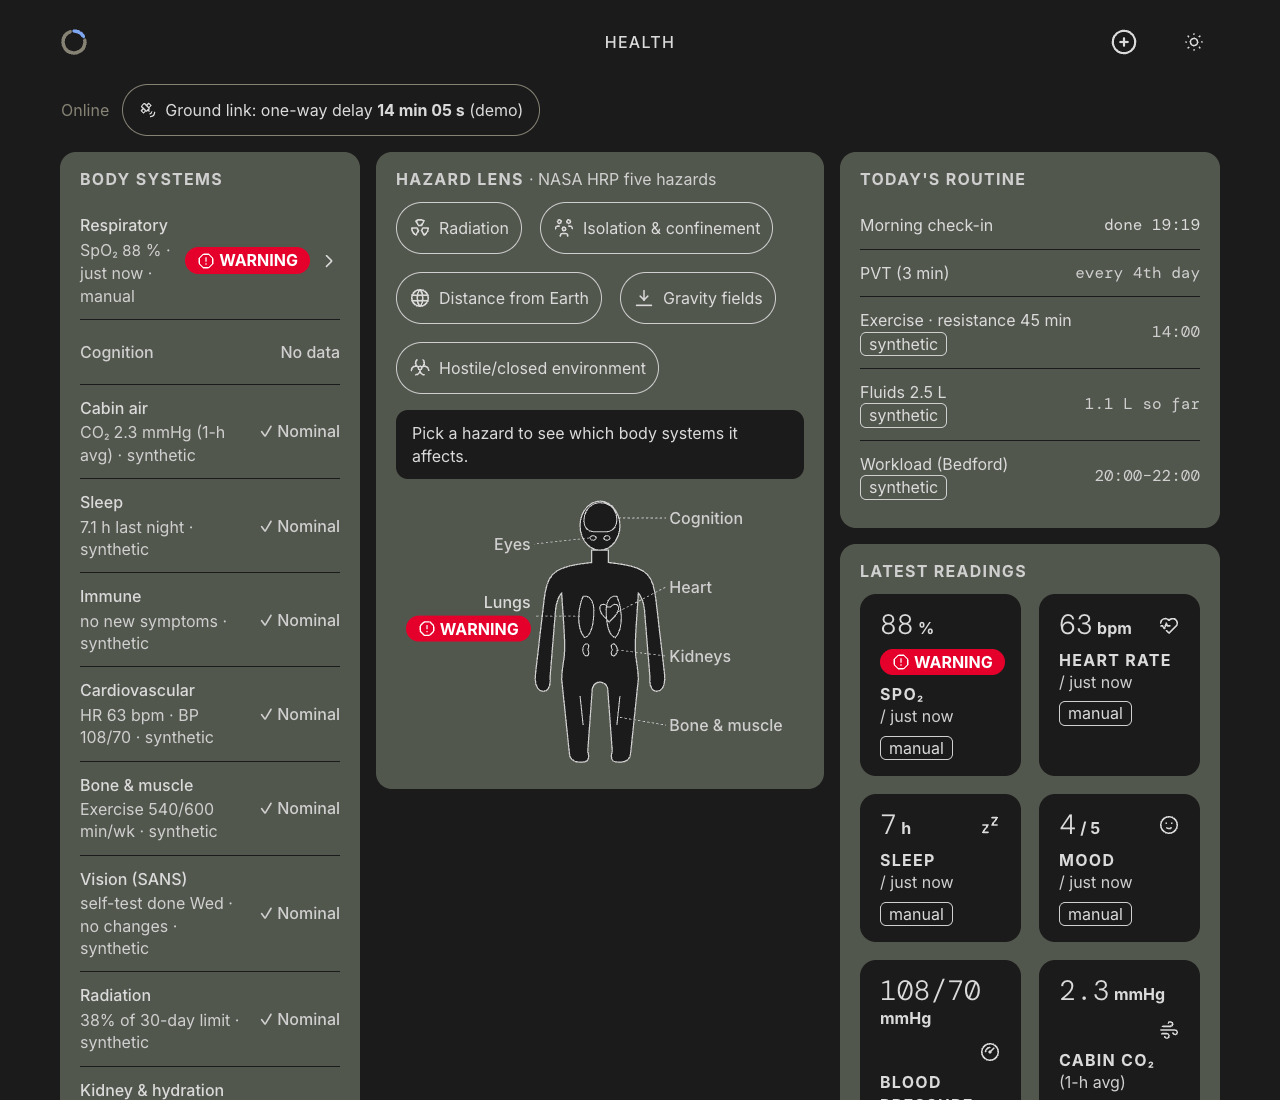 HEALTH
Online
Ground link: one-way delay 14 min 05 s (demo)
BODY SYSTEMS
Respiratory
SpO₂ 88 % ·
just now ·
manual
WARNING
Cognition
No data
Cabin air
CO₂ 2.3 mmHg (1-h
avg) · synthetic
Nominal
Sleep
7.1 h last night ·
synthetic
Nominal
Immune
no new symptoms ·
synthetic
Nominal
Cardiovascular
HR 63 bpm · BP
108/70 · synthetic
Nominal
Bone & muscle
Exercise 540/600
min/wk · synthetic
Nominal
Vision (SANS)
self-test done Wed ·
no changes ·
synthetic
Nominal
Radiation
38% of 30-day limit ·
synthetic
Nominal
Kidney & hydration
HAZARD LENS · NASA HRP five hazards
Radiation
Isolation & confinement
Distance from Earth
Gravity fields
Hostile/closed environment
Pick a hazard to see which body systems it
affects.
Cognition
Eyes
Heart
Lungs
WARNING
Kidneys
Bone & muscle
TODAY'S ROUTINE
Morning check-in
done 19:19
PVT (3 min)
every 4th day
Exercise · resistance 45 min
synthetic
14:00
Fluids 2.5 L
synthetic
1.1 L so far
Workload (Bedford)
synthetic
20:00–22:00
LATEST READINGS
88 %
WARNING
SPO₂
/ just now
manual
63 bpm
HEART RATE
/ just now
manual
7 h
zᶻ
SLEEP
/ just now
manual
4 / 5
MOOD
/ just now
manual
108/70
mmHg
BLOOD
2.3 mmHg
CABIN CO₂
(1-h avg)